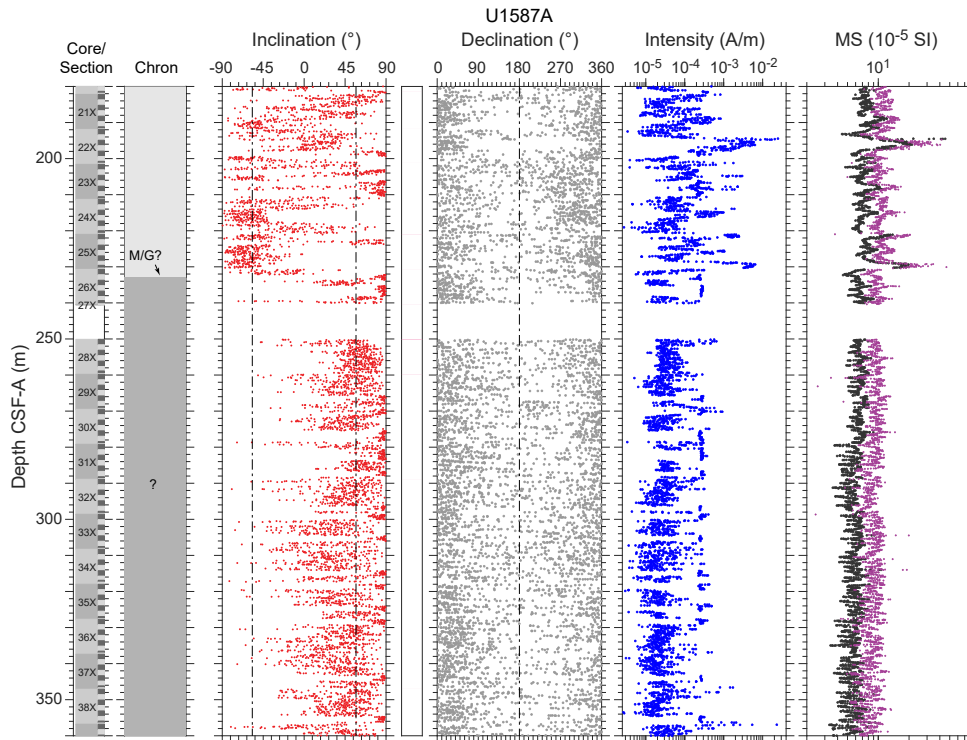 U1587A
Core/
Section
Chron
Inclination (°)
Declination (°)
Intensity (A/m)
MS (10⁻⁵ SI)
-90 -45 0 45 90
0 90 180 270 360
10⁻⁵ 10⁻⁴ 10⁻³ 10⁻²
10¹
Depth CSF-A (m)
200
250
300
350
21X
22X
23X
24X
25X
26X
27X
28X
29X
30X
31X
32X
33X
34X
35X
36X
37X
38X
M/G?
?